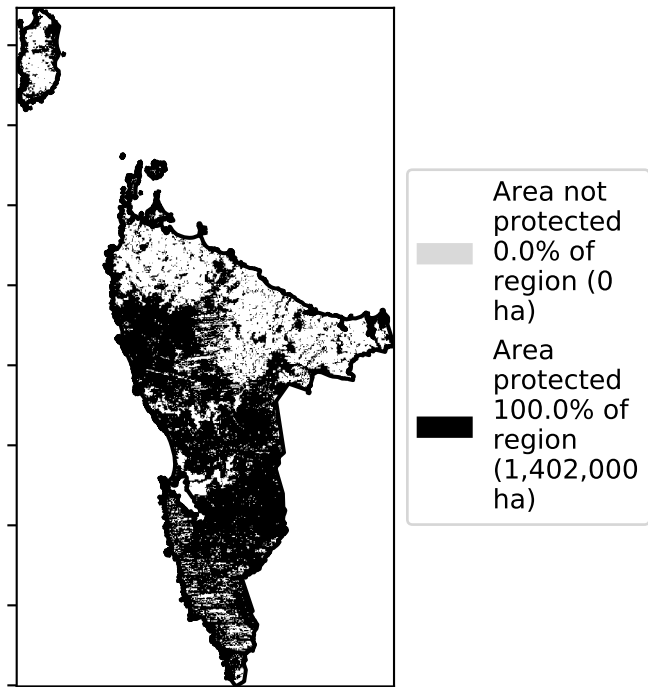 Area not
protected
0.0% of
region (0
ha)
Area
protected
100.0% of
region
(1,402,000
ha)